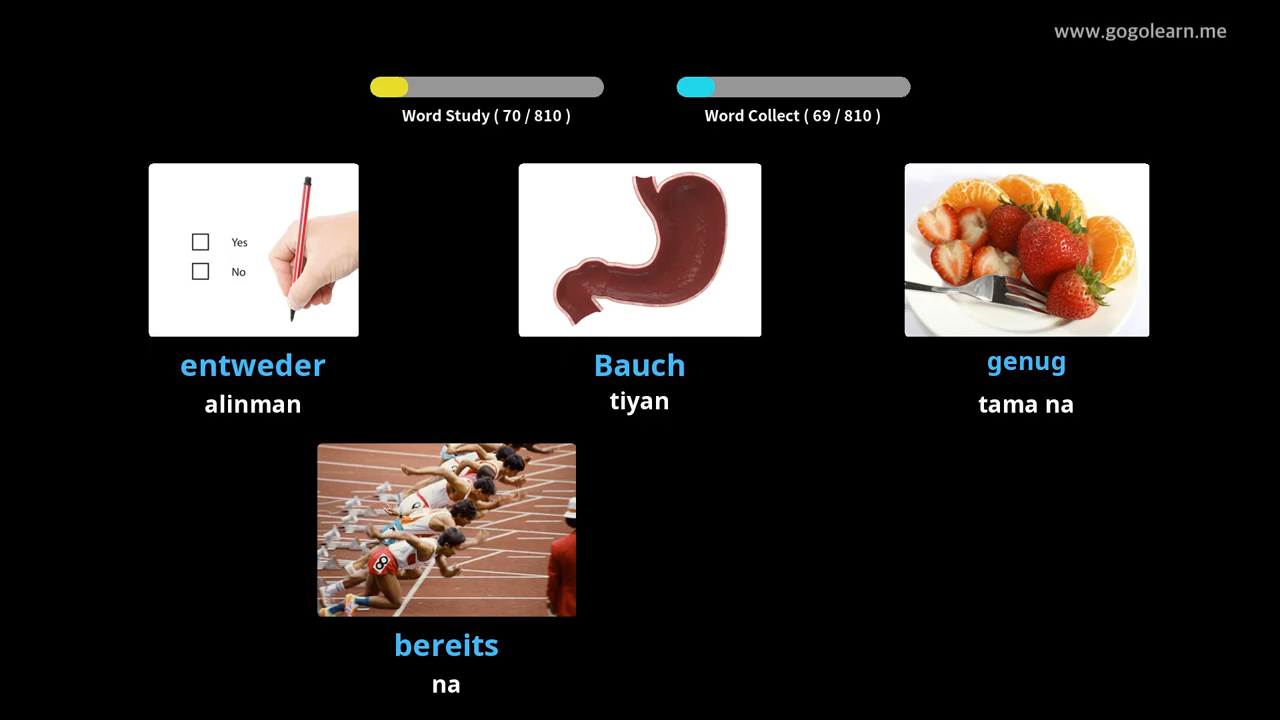 www.gogolearn.me
Word Study ( 70 / 810 )
Word Collect ( 69 / 810 )
Yes
No
entweder
alinman
Bauch
tiyan
genug
tama na
8
bereits
na